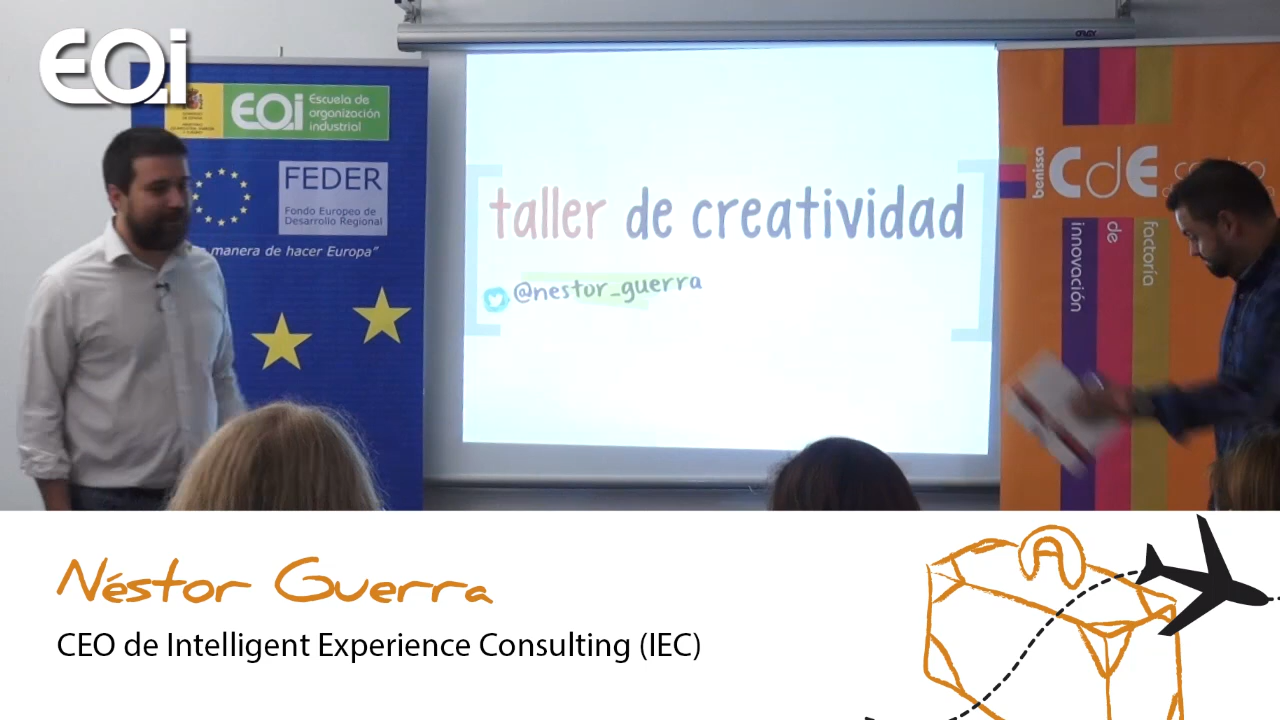 EOi
EOi
Escuela de
organización
industrial
FEDER
Fondo Europeo de
Desarrollo Regional
manera de hacer Europa"
taller de creatividad
@nestor_guerra
benissa
CdE
factoría
de
innovación
Néstor Guerra
CEO de Intelligent Experience Consulting (IEC)